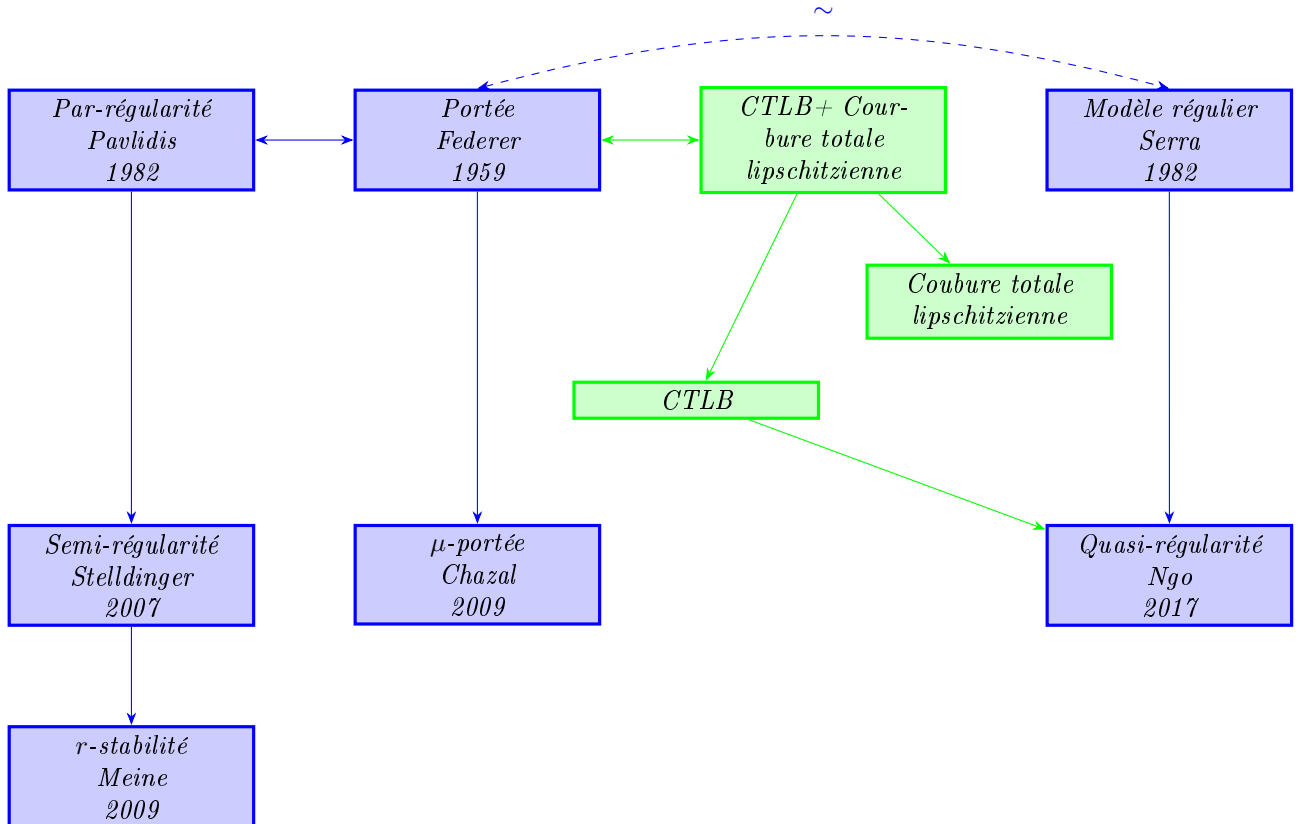 ~
Par-régularité
Pavlidis
1982
Portée
Federer
1959
CTLB+ Cour-
bure totale
lipschitzienne
Modèle régulier
Serra
1982
Coubure totale
lipschitzienne
CTLB
Semi-régularité
Stelldinger
2007
μ-portée
Chazal
2009
Quasi-régularité
Ngo
2017
r-stabilité
Meine
2009